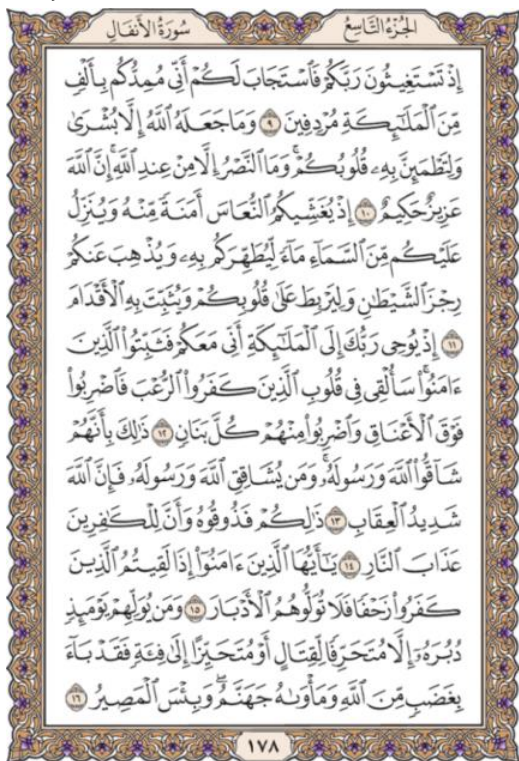 الجُزْءُ التَّاسِعُ سُورَةُ الأَنفَالِ
إِذْ تَسْتَغِيثُونَ رَبَّكُمْ فَٱسْتَجَابَ لَكُمْ أَنِّى مُمِدُّكُم بِأَلْفٍ
مِّنَ ٱلْمَلَـٰٓئِكَةِ مُرْدِفِينَ ٩ وَمَا جَعَلَهُ ٱللَّهُ إِلَّا بُشْرَىٰ
وَلِتَطْمَئِنَّ بِهِۦ قُلُوبُكُمْ ۚ وَمَا ٱلنَّصْرُ إِلَّا مِنْ عِندِ ٱللَّهِ ۚ إِنَّ ٱللَّهَ
عَزِيزٌ حَكِيمٌ ١٠ إِذْ يُغَشِّيكُمُ ٱلنُّعَاسَ أَمَنَةً مِّنْهُ وَيُنَزِّلُ
عَلَيْكُم مِّنَ ٱلسَّمَآءِ مَآءً لِّيُطَهِّرَكُم بِهِۦ وَيُذْهِبَ عَنكُمْ
رِجْزَ ٱلشَّيْطَـٰنِ وَلِيَرْبِطَ عَلَىٰ قُلُوبِكُمْ وَيُثَبِّتَ بِهِ ٱلْأَقْدَامَ
١١ إِذْ يُوحِى رَبُّكَ إِلَى ٱلْمَلَـٰٓئِكَةِ أَنِّى مَعَكُمْ فَثَبِّتُوا۟ ٱلَّذِينَ
ءَامَنُوا۟ ۚ سَأُلْقِى فِى قُلُوبِ ٱلَّذِينَ كَفَرُوا۟ ٱلرُّعْبَ فَٱضْرِبُوا۟
فَوْقَ ٱلْأَعْنَاقِ وَٱضْرِبُوا۟ مِنْهُمْ كُلَّ بَنَانٍ ١٢ ذَٰلِكَ بِأَنَّهُمْ
شَآقُّوا۟ ٱللَّهَ وَرَسُولَهُۥ ۚ وَمَن يُشَاقِقِ ٱللَّهَ وَرَسُولَهُۥ فَإِنَّ ٱللَّهَ
شَدِيدُ ٱلْعِقَابِ ١٣ ذَٰلِكُمْ فَذُوقُوهُ وَأَنَّ لِلْكَـٰفِرِينَ
عَذَابَ ٱلنَّارِ ١٤ يَـٰٓأَيُّهَا ٱلَّذِينَ ءَامَنُوٓا۟ إِذَا لَقِيتُمُ ٱلَّذِينَ
كَفَرُوا۟ زَحْفًا فَلَا تُوَلُّوهُمُ ٱلْأَدْبَارَ ١٥ وَمَن يُوَلِّهِمْ يَوْمَئِذٍ
دُبُرَهُۥٓ إِلَّا مُتَحَرِّفًا لِّقِتَالٍ أَوْ مُتَحَيِّزًا إِلَىٰ فِئَةٍ فَقَدْ بَآءَ
بِغَضَبٍ مِّنَ ٱللَّهِ وَمَأْوَىٰهُ جَهَنَّمُ ۖ وَبِئْسَ ٱلْمَصِيرُ ١٦
١٧٨